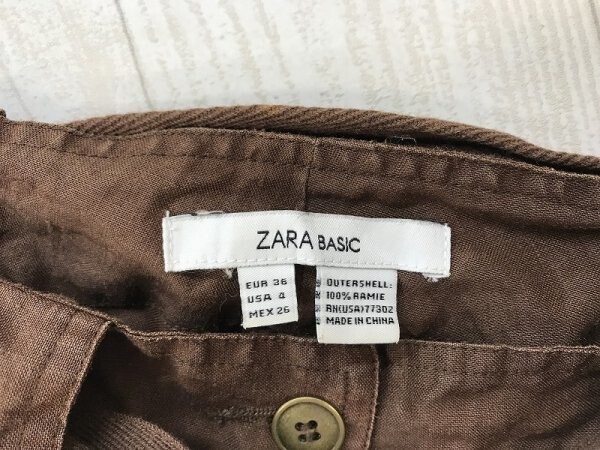 ZARA BASIC
EUR 36
USA 4
MEX 26
OUTERSHELL:
100% RAMIE
RN(USA)77302
MADE IN CHINA